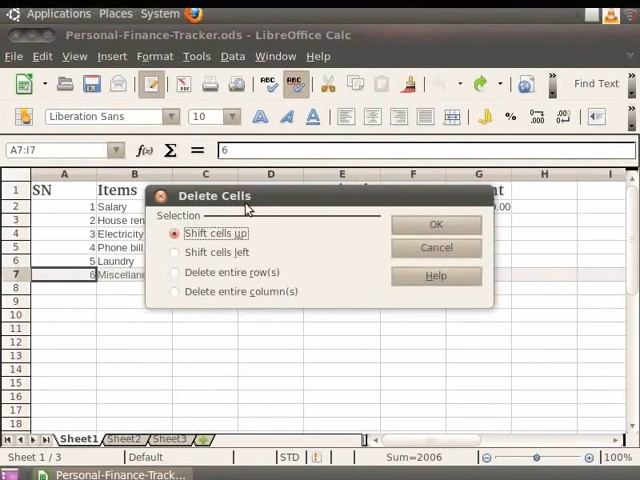 Applications Places System
Personal-Finance-Tracker.ods - LibreOffice Calc
File Edit View Insert Format Tools Data Window Help
Find Text
Liberation Sans 10
A7:I7 6
A B C D E F G H I
1 SN Items
2 1 Salary
3 2 House ren
4 3 Electricity
5 4 Phone bill
6 5 Laundry
7 6 Miscellane
8
9
10
11
12
13
14
15
16
17
18
Delete Cells
Selection
Shift cells up
Shift cells left
Delete entire row(s)
Delete entire column(s)
OK
Cancel
Help
Sheet1 Sheet2 Sheet3
Sheet 1 / 3 Default STD Sum=2006 100%
Personal-Finance-Track...